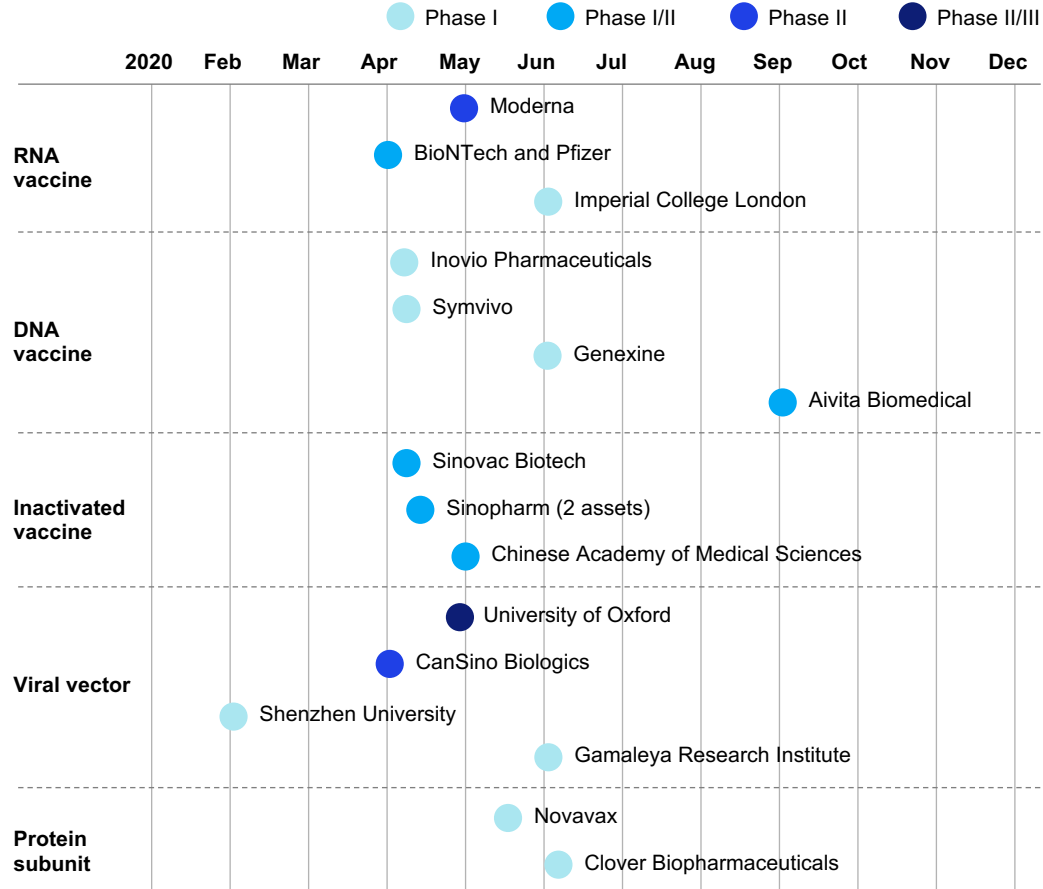 Phase I Phase I/II Phase II Phase II/III
2020 Feb Mar Apr May Jun Jul Aug Sep Oct Nov Dec
RNA
vaccine
Moderna
BioNTech and Pfizer
Imperial College London
DNA
vaccine
Inovio Pharmaceuticals
Symvivo
Genexine
Aivita Biomedical
Inactivated
vaccine
Sinovac Biotech
Sinopharm (2 assets)
Chinese Academy of Medical Sciences
Viral vector
University of Oxford
CanSino Biologics
Shenzhen University
Gamaleya Research Institute
Protein
subunit
Novavax
Clover Biopharmaceuticals